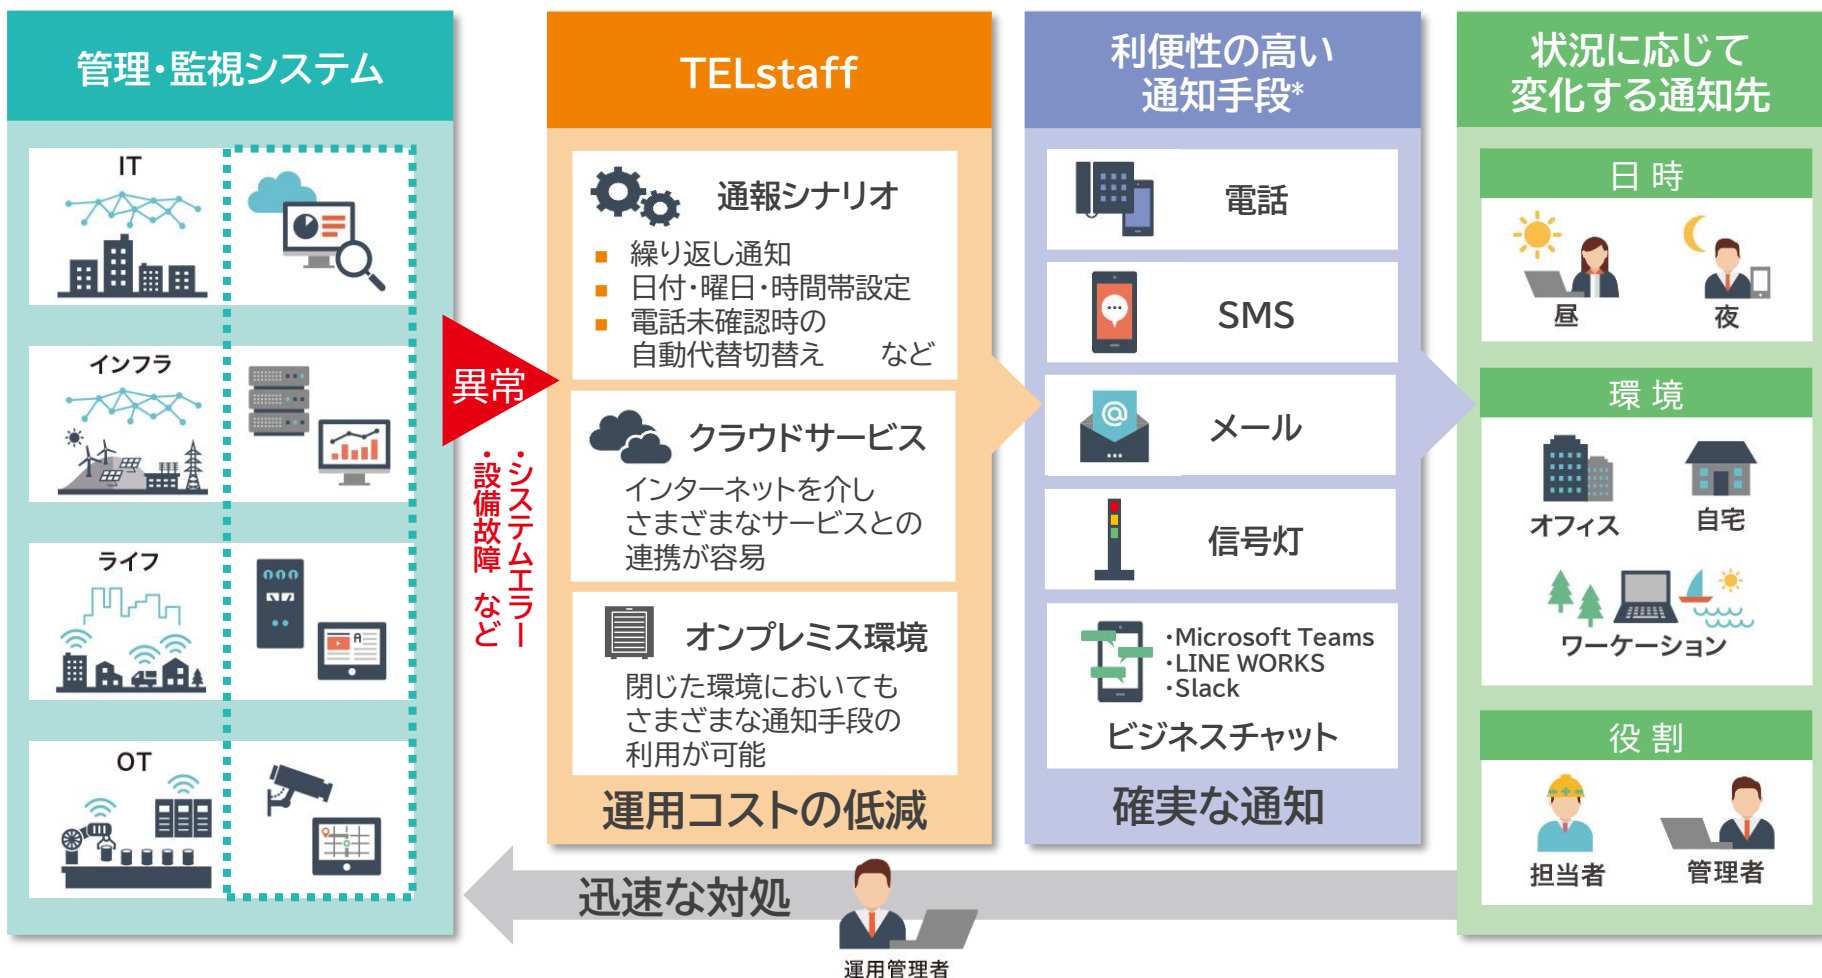 管理・監視システム
IT
インフラ
ライフ
OT
異常
・システムエラー
・設備故障 など
TELstaff
通報シナリオ
■ 繰り返し通知
■ 日付・曜日・時間帯設定
■ 電話未確認時の
自動代替切替え など
クラウドサービス
インターネットを介し
さまざまなサービスとの
連携が容易
オンプレミス環境
閉じた環境においても
さまざまな通知手段の
利用が可能
運用コストの低減
利便性の高い
通知手段*
電話
SMS
メール
信号灯
・Microsoft Teams
・LINE WORKS
・Slack
ビジネスチャット
確実な通知
状況に応じて
変化する通知先
日時
昼
夜
環境
オフィス
自宅
ワーケーション
役割
担当者
管理者
迅速な対処
運用管理者